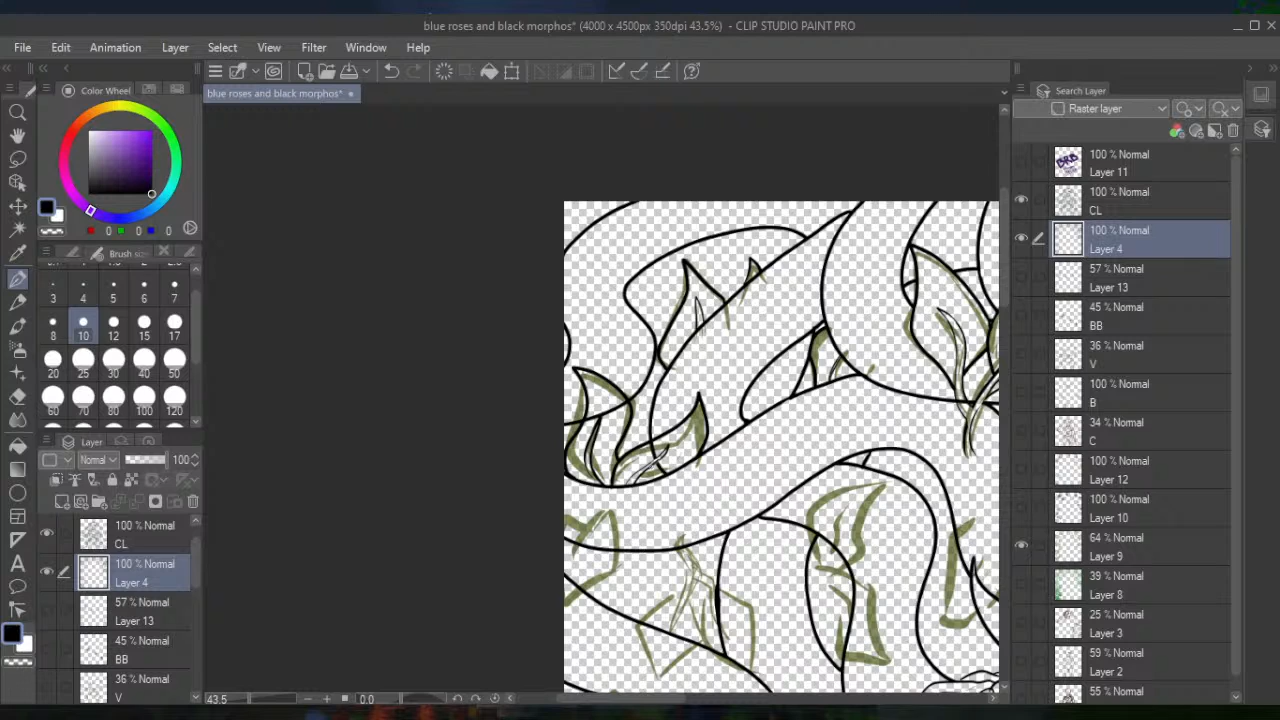 blue roses and black morphos* (4000 x 4500px 350dpi 43.5%) - CLIP STUDIO PAINT PRO
File Edit Animation Layer Select View Filter Window Help
Color Wheel
blue roses and black morphos*
Search Layer
Raster layer
0 0 0
Brush size
3 4 5 6 7
8 10 12 15 17
20 25 30 40 50
60 70 80 100 120
Layer
Normal 100
100 % Normal
CL
100 % Normal
Layer 4
57 % Normal
Layer 13
45 % Normal
BB
36 % Normal
V
43.5
0.0
BRB
100 % Normal
Layer 11
100 % Normal
CL
100 % Normal
Layer 4
57 % Normal
Layer 13
45 % Normal
BB
36 % Normal
V
100 % Normal
B
34 % Normal
C
100 % Normal
Layer 12
100 % Normal
Layer 10
64 % Normal
Layer 9
39 % Normal
Layer 8
25 % Normal
Layer 3
59 % Normal
Layer 2
55 % Normal